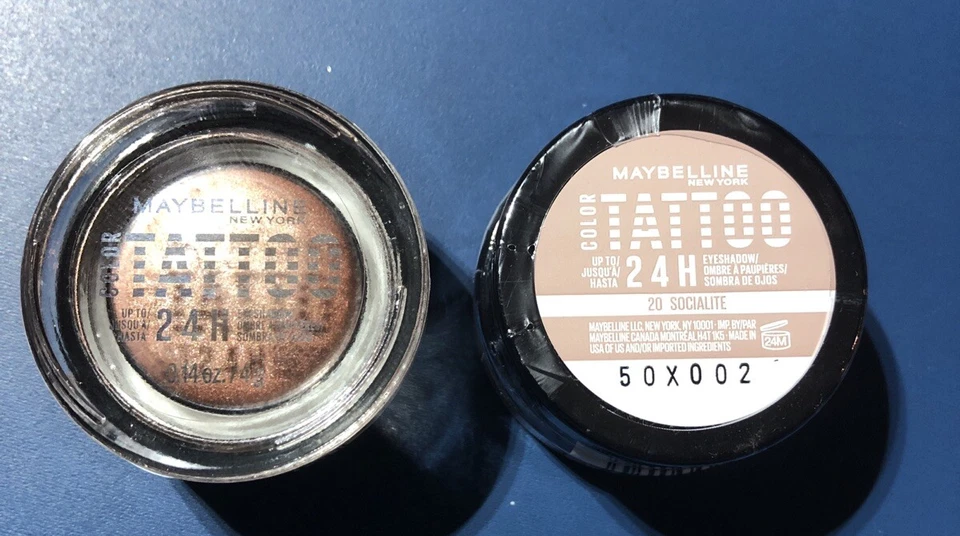 MAYBELLINE
NEW YORK
COLOR
TATTOO
UP TO/
JUSQU'À/
HASTA
24H
0.14 oz. / 4 g
MAYBELLINE
NEW YORK
COLOR
TATTOO
UP TO/
JUSQU'À/
HASTA
24H
EYESHADOW/
OMBRE À PAUPIÈRES/
SOMBRA DE OJOS
20 SOCIALITE
MAYBELLINE LLC, NEW YORK, NY 10001 · IMP. BY/PAR
MAYBELLINE CANADA MONTRÉAL H4T 1K5 · MADE IN
USA OF US AND/OR IMPORTED INGREDIENTS
24M
50X002